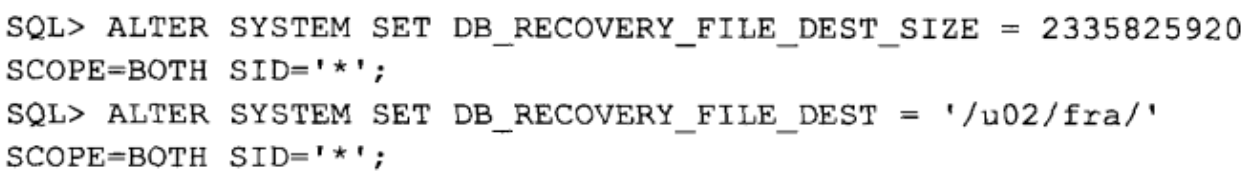 SQL> ALTER SYSTEM SET DB_RECOVERY_FILE_DEST_SIZE = 2335825920
SCOPE=BOTH SID='*';
SQL> ALTER SYSTEM SET DB_RECOVERY_FILE_DEST = '/u02/fra/'
SCOPE=BOTH SID='*';